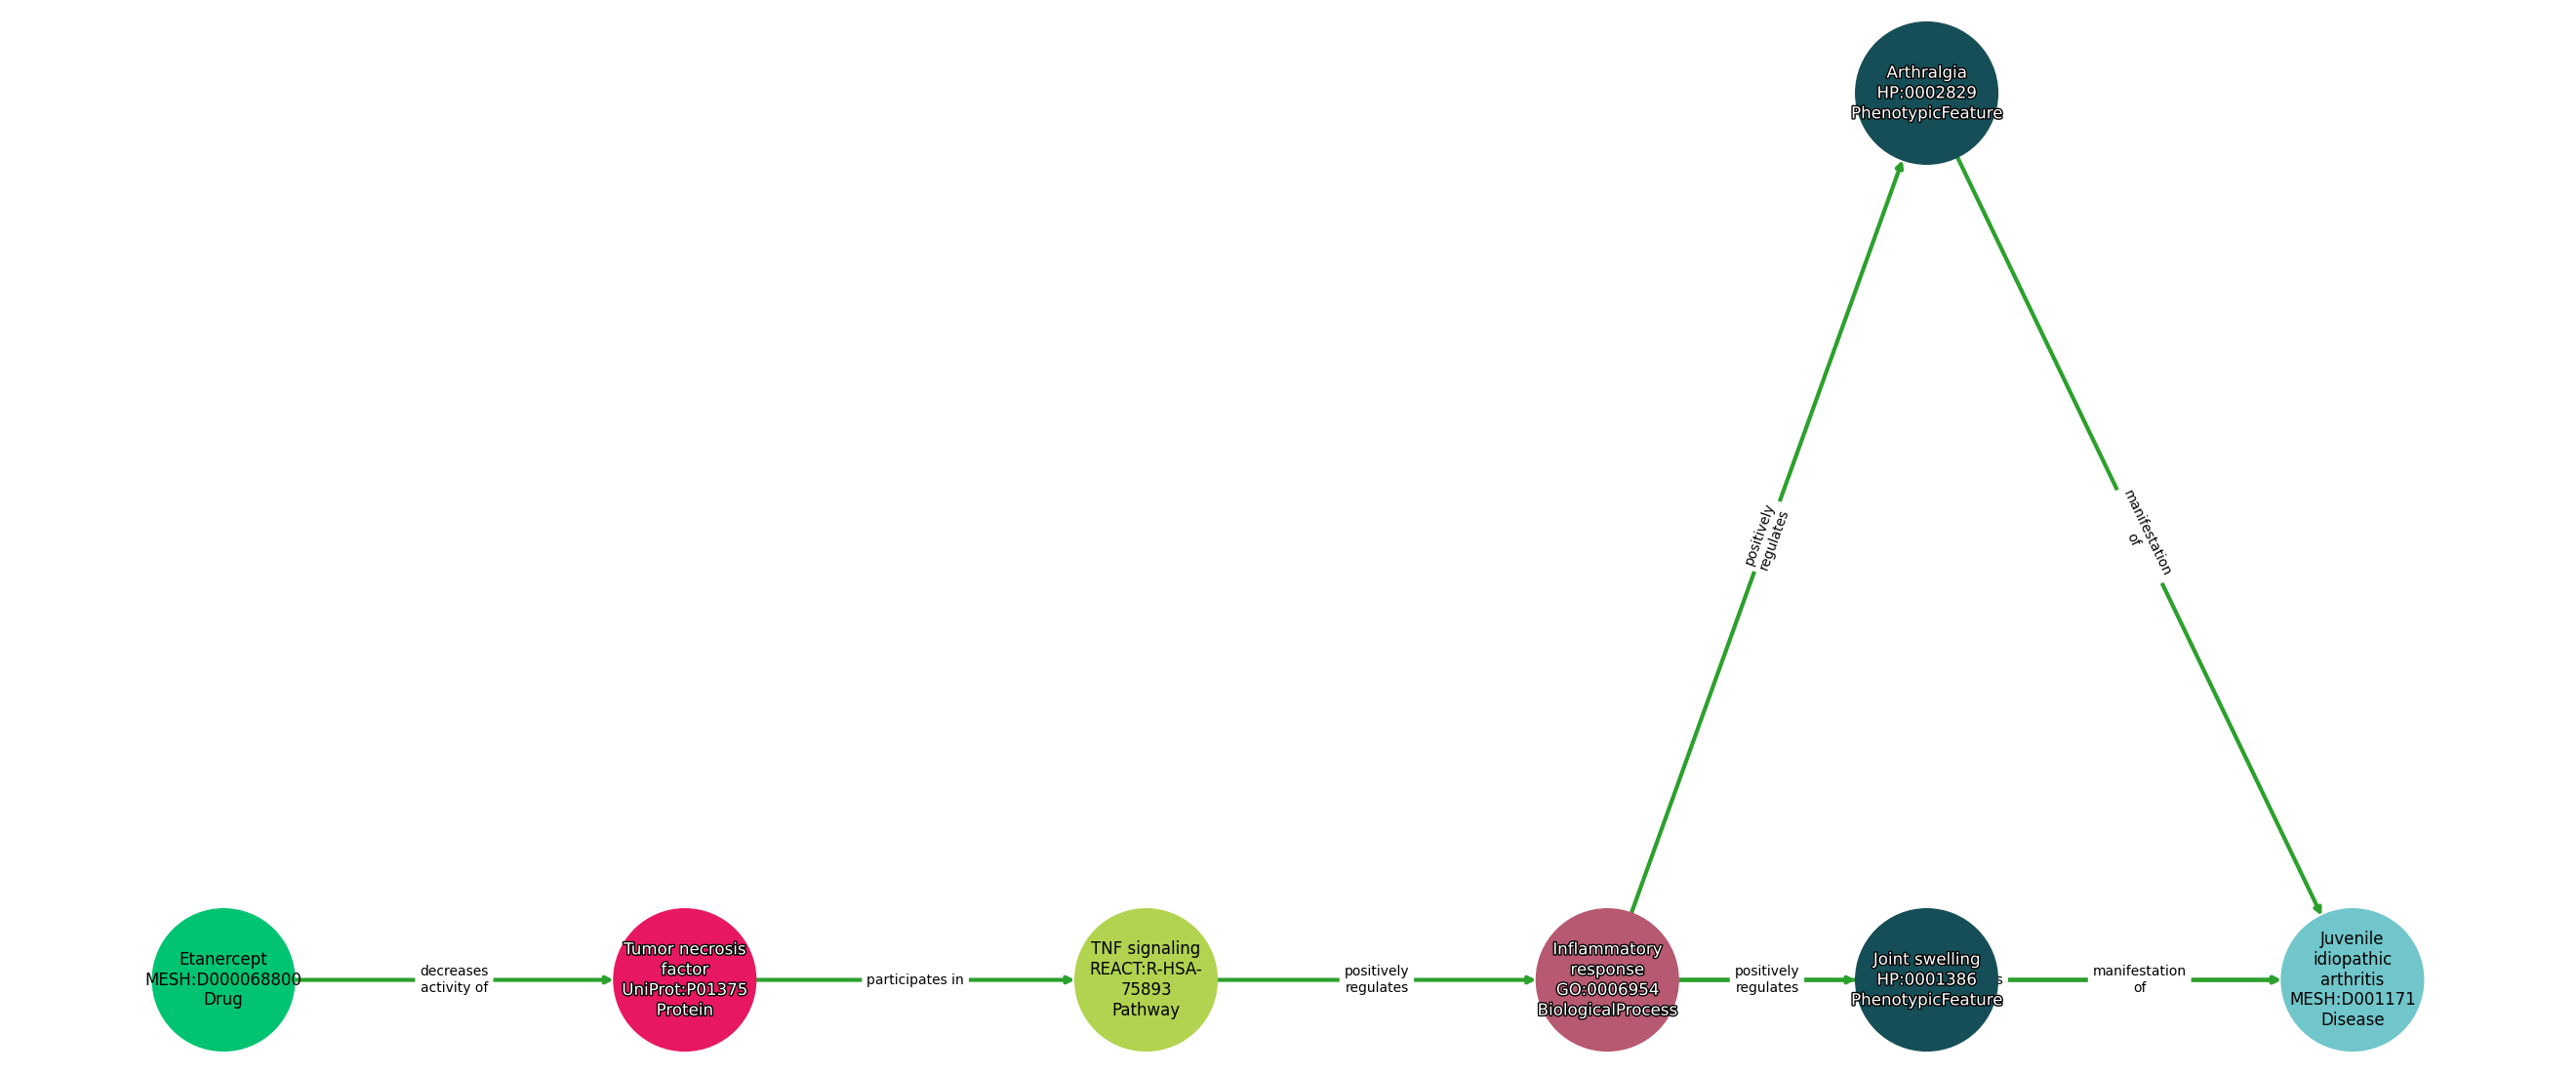 Arthralgia
HP:0002829
PhenotypicFeature
positively
regulates
manifestation
of
Etanercept
MESH:D000068800
Drug
decreases
activity of
Tumor necrosis
factor
UniProt:P01375
Protein
participates in
TNF signaling
REACT:R-HSA-
75893
Pathway
positively
regulates
Inflammatory
response
GO:0006954
BiologicalProcess
positively
regulates
Joint swelling
HP:0001386
PhenotypicFeature
manifestation
of
Juvenile
idiopathic
arthritis
MESH:D001171
Disease